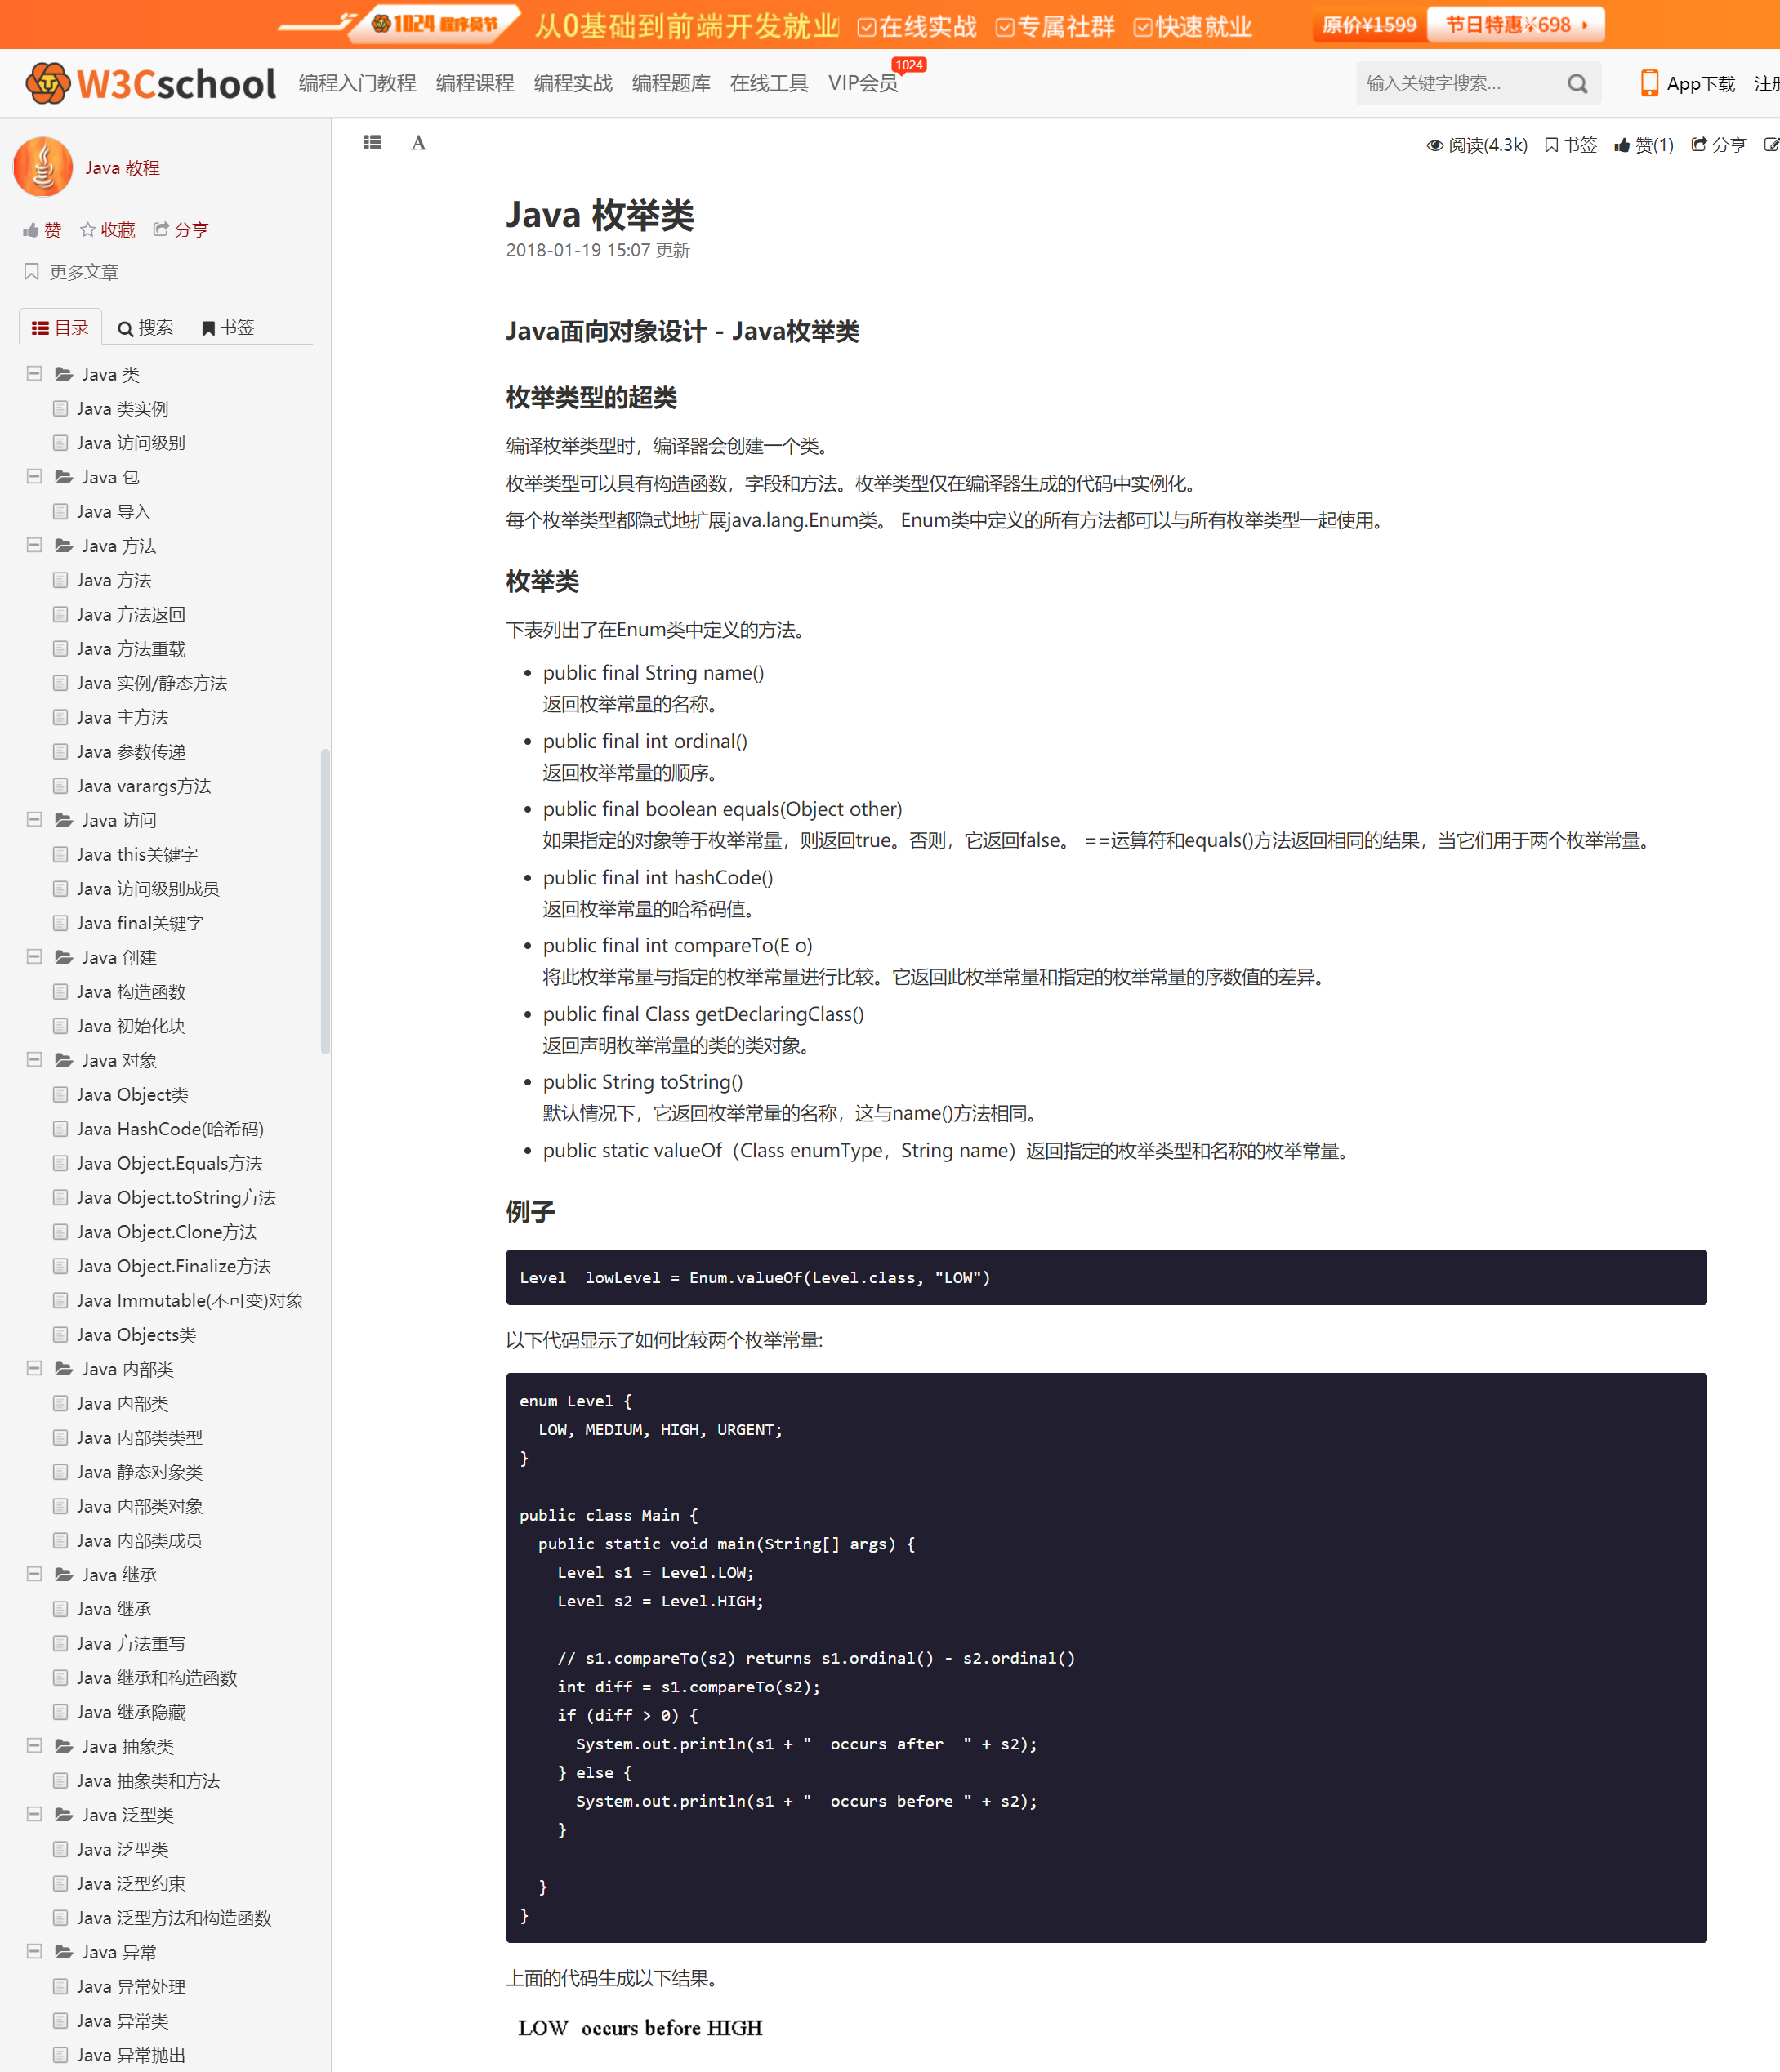 1024 程序员节 从0基础到前端开发就业 在线实战 专属社群 快速就业 原价¥1599 节日特惠¥698
W3Cschool 编程入门教程 编程课程 编程实战 编程题库 在线工具 VIP会员 1024 输入关键字搜索... App下载
Java 教程
赞 收藏 分享
更多文章
目录 搜索 书签
Java 类
Java 类实例
Java 访问级别
Java 包
Java 导入
Java 方法
Java 方法
Java 方法返回
Java 方法重载
Java 实例/静态方法
Java 主方法
Java 参数传递
Java varargs方法
Java 访问
Java this关键字
Java 访问级别成员
Java final关键字
Java 创建
Java 构造函数
Java 初始化块
Java 对象
Java Object类
Java HashCode(哈希码)
Java Object.Equals方法
Java Object.toString方法
Java Object.Clone方法
Java Object.Finalize方法
Java Immutable(不可变)对象
Java Objects类
Java 内部类
Java 内部类
Java 内部类类型
Java 静态对象类
Java 内部类对象
Java 内部类成员
Java 继承
Java 继承
Java 方法重写
Java 继承和构造函数
Java 继承隐藏
Java 抽象类
Java 抽象类和方法
Java 泛型类
Java 泛型类
Java 泛型约束
Java 泛型方法和构造函数
Java 异常
Java 异常处理
Java 异常类
Java 异常抛出
A 阅读(4.3k) 书签 赞(1) 分享
Java 枚举类
2018-01-19 15:07 更新
Java面向对象设计 - Java枚举类
枚举类型的超类
编译枚举类型时，编译器会创建一个类。
枚举类型可以具有构造函数，字段和方法。枚举类型仅在编译器生成的代码中实例化。
每个枚举类型都隐式地扩展java.lang.Enum类。 Enum类中定义的所有方法都可以与所有枚举类型一起使用。
枚举类
下表列出了在Enum类中定义的方法。
• public final String name()
返回枚举常量的名称。
• public final int ordinal()
返回枚举常量的顺序。
• public final boolean equals(Object other)
如果指定的对象等于枚举常量，则返回true。否则，它返回false。 ==运算符和equals()方法返回相同的结果，当它们用于两个枚举常量。
• public final int hashCode()
返回枚举常量的哈希码值。
• public final int compareTo(E o)
将此枚举常量与指定的枚举常量进行比较。它返回此枚举常量和指定的枚举常量的序数值的差异。
• public final Class getDeclaringClass()
返回声明枚举常量的类的类对象。
• public String toString()
默认情况下，它返回枚举常量的名称，这与name()方法相同。
• public static valueOf（Class enumType，String name）返回指定的枚举类型和名称的枚举常量。
例子
Level  lowLevel = Enum.valueOf(Level.class, "LOW")
以下代码显示了如何比较两个枚举常量:
enum Level {
  LOW, MEDIUM, HIGH, URGENT;
}
public class Main {
  public static void main(String[] args) {
    Level s1 = Level.LOW;
    Level s2 = Level.HIGH;
    // s1.compareTo(s2) returns s1.ordinal() - s2.ordinal()
    int diff = s1.compareTo(s2);
    if (diff > 0) {
      System.out.println(s1 + "  occurs after  " + s2);
    } else {
      System.out.println(s1 + "  occurs before " + s2);
    }
  }
}
上面的代码生成以下结果。
LOW  occurs before HIGH